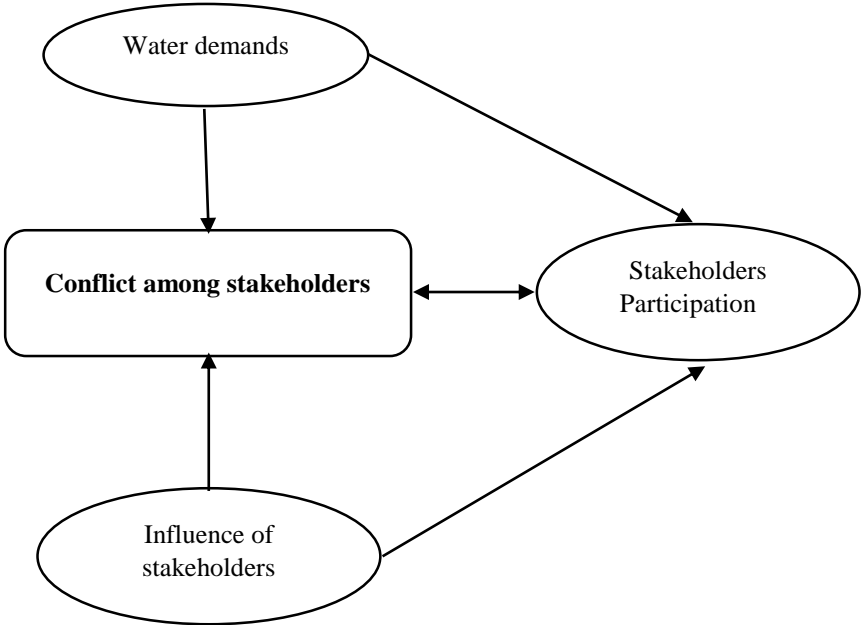 Water demands
Conflict among stakeholders
Stakeholders
Participation
Influence of
stakeholders